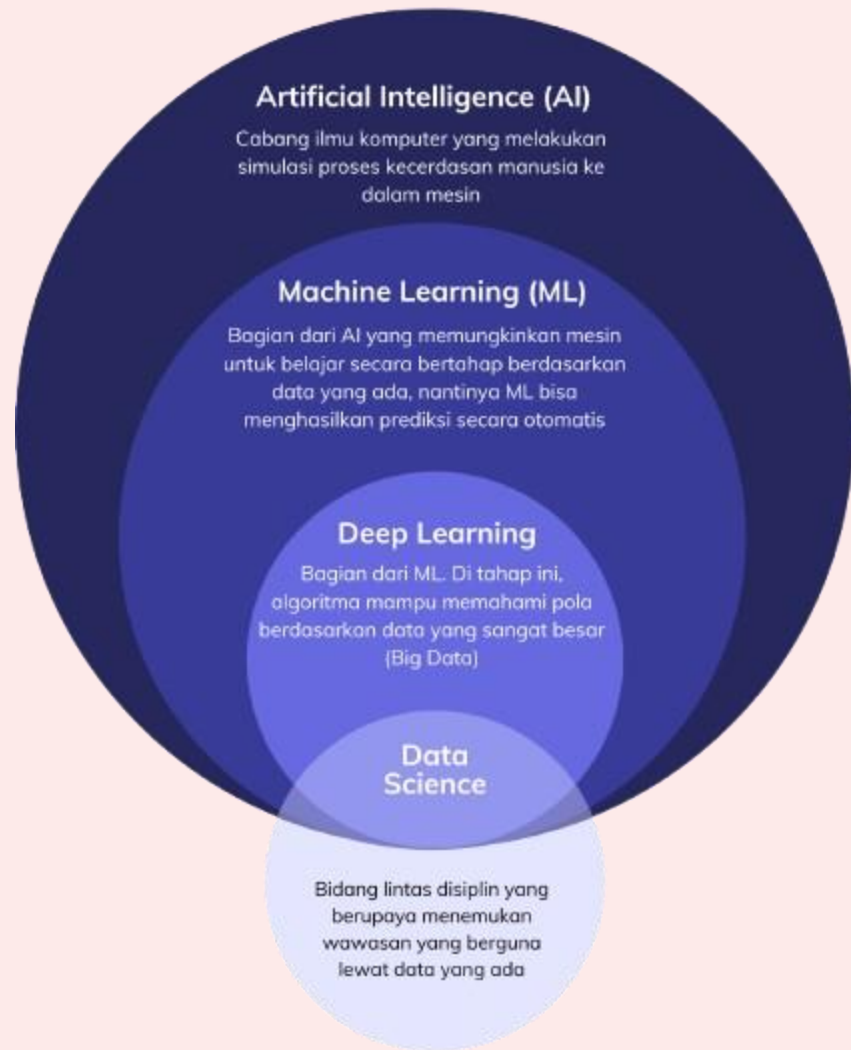 Artificial Intelligence (AI)
Cabang ilmu komputer yang melakukan
simulasi proses kecerdasan manusia ke
dalam mesin
Machine Learning (ML)
Bagian dari AI yang memungkinkan mesin
untuk belajar secara bertahap berdasarkan
data yang ada, nantinya ML bisa
menghasilkan prediksi secara otomatis
Deep Learning
Bagian dari ML. Di tahap ini,
algoritma mampu memahami pola
berdasarkan data yang sangat besar
(Big Data)
Data
Science
Bidang lintas disiplin yang
berupaya menemukan
wawasan yang berguna
lewat data yang ada